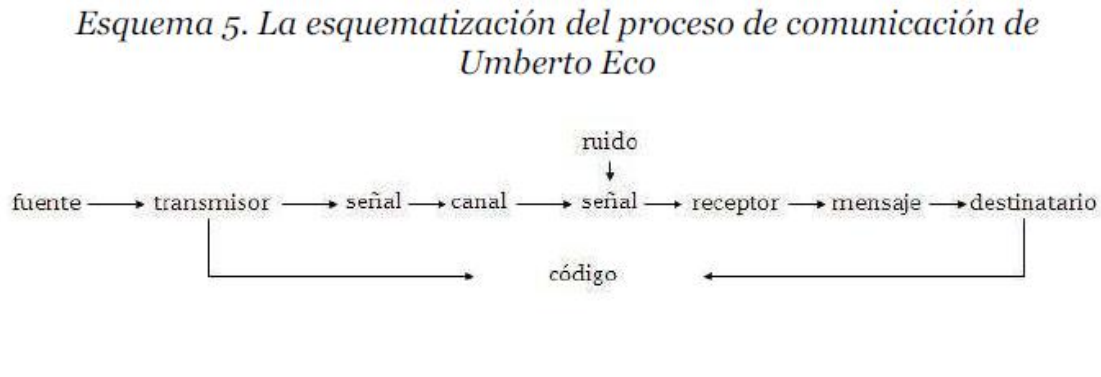 Esquema 5. La esquematización del proceso de comunicación de
Umberto Eco
ruido
fuente transmisor señal canal señal receptor mensaje destinatario
código